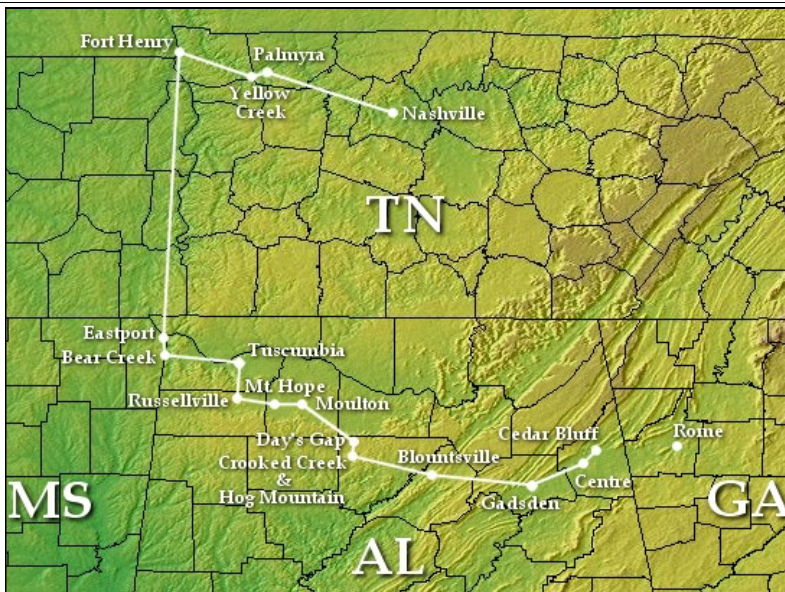 Fort Henry
Palmyra
Yellow
Creek
Nashville
TN
Eastport
Bear Creek
Tuscumbia
Mt. Hope
Russellville
Moulton
Day's Gap
Crooked Creek
&
Hog Mountain
Blountsville
Cedar Bluff
Rome
Centre
Gadsden
MS
GA
AL